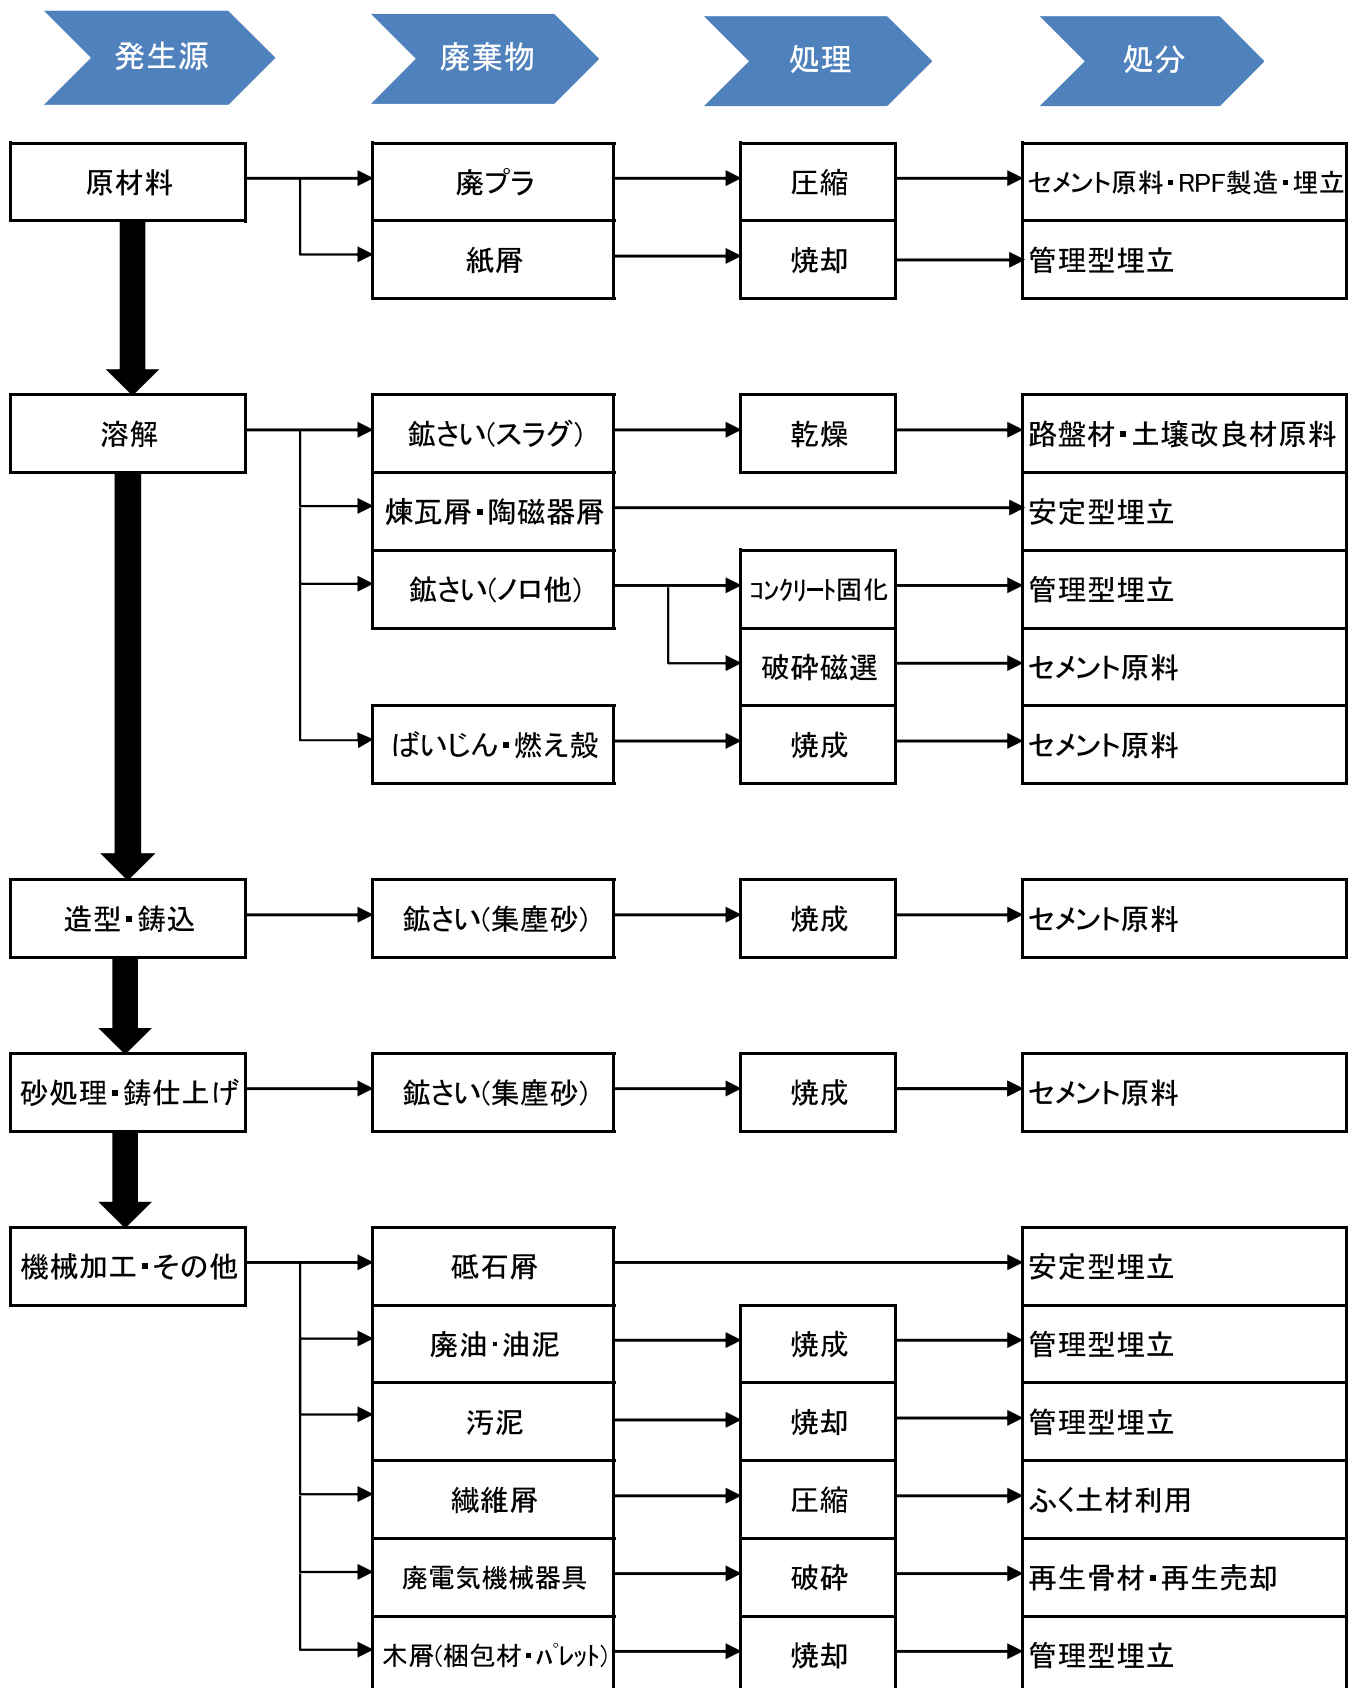 発生源
廃棄物
処理
処分
原材料
廃プラ
圧縮
セメント原料・RPF製造・埋立
紙屑
焼却
管理型埋立
溶解
鉱さい(スラグ)
乾燥
路盤材・土壌改良材原料
煉瓦屑・陶磁器屑
安定型埋立
鉱さい(ノロ他)
コンクリート固化
管理型埋立
破砕磁選
セメント原料
ばいじん・燃え殻
焼成
セメント原料
造型・鋳込
鉱さい(集塵砂)
焼成
セメント原料
砂処理・鋳仕上げ
鉱さい(集塵砂)
焼成
セメント原料
機械加工・その他
砥石屑
安定型埋立
廃油・油泥
焼成
管理型埋立
汚泥
焼却
管理型埋立
繊維屑
圧縮
ふく土材利用
廃電気機械器具
破砕
再生骨材・再生売却
木屑(梱包材・パレット)
焼却
管理型埋立